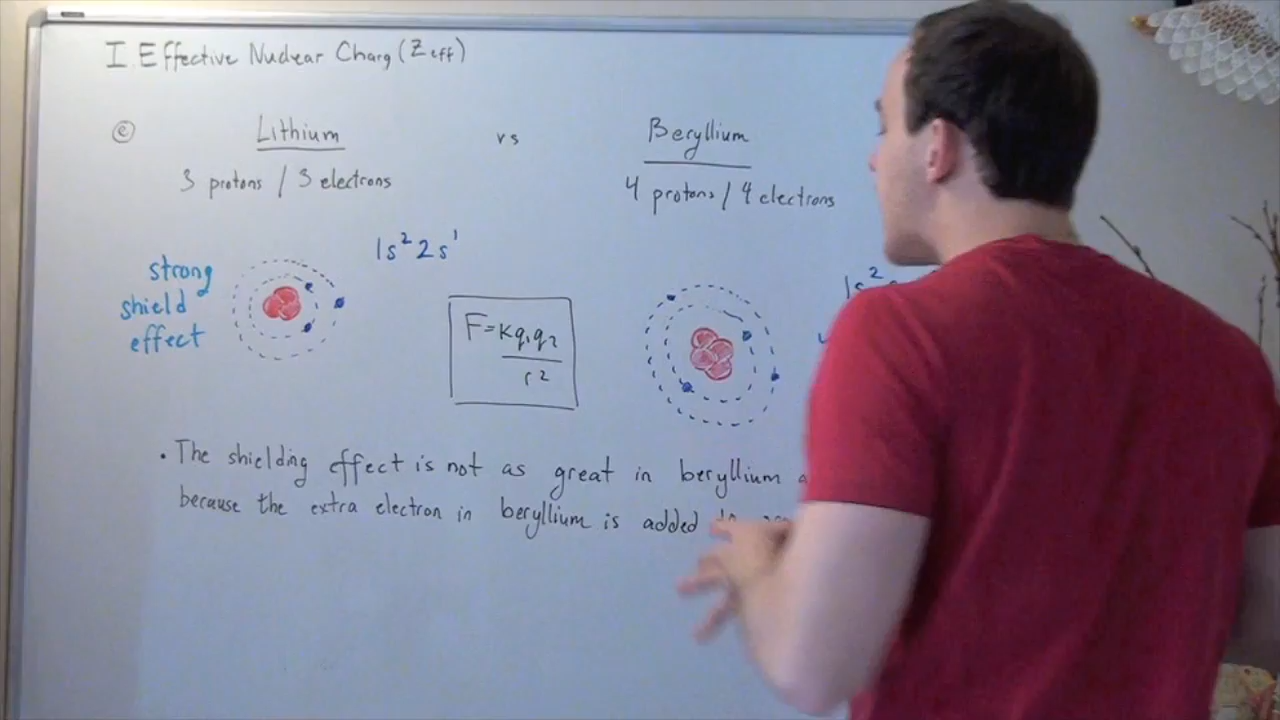 I Effective Nuclear Charg (Zeff)
e Lithium vs Beryllium
3 protons / 3 electrons
4 protons / 4 electrons
1s² 2s¹
1s²
strong
shield
effect
F = kq₁q₂
r²
• The shielding effect is not as great in beryllium
because the extra electron in beryllium is added